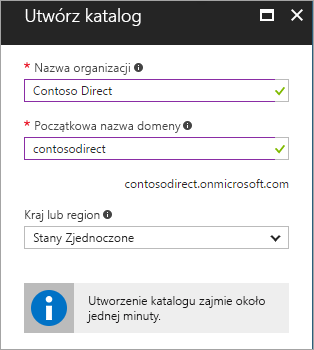 Utwórz katalog
* Nazwa organizacji
Contoso Direct
* Początkowa nazwa domeny
contosodirect
contosodirect.onmicrosoft.com
Kraj lub region
Stany Zjednoczone
Utworzenie katalogu zajmie około
jednej minuty.